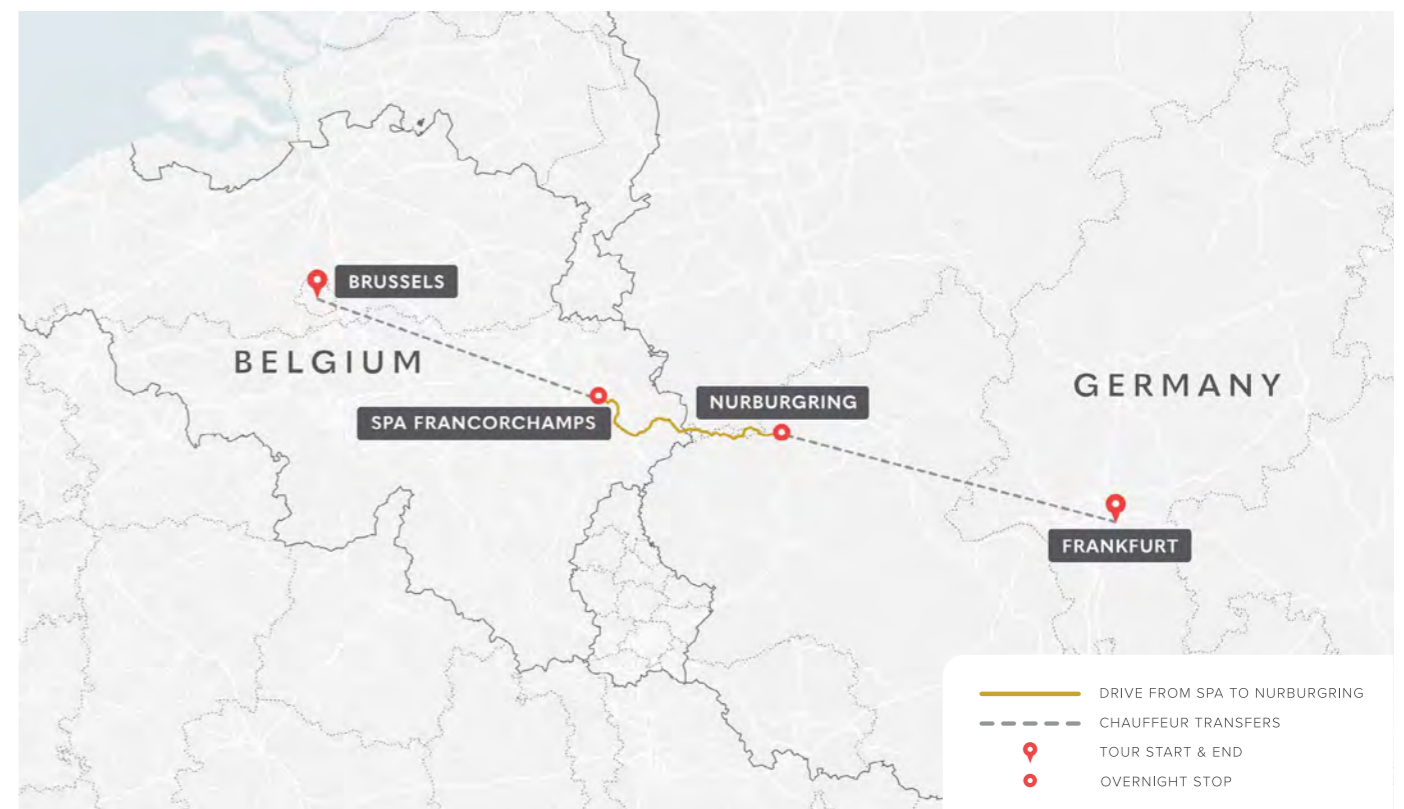 BRUSSELS
BELGIUM
GERMANY
NURBURGRING
SPA FRANCORCHAMPS
FRANKFURT
DRIVE FROM SPA TO NURBURGRING
CHAUFFEUR TRANSFERS
TOUR START & END
OVERNIGHT STOP